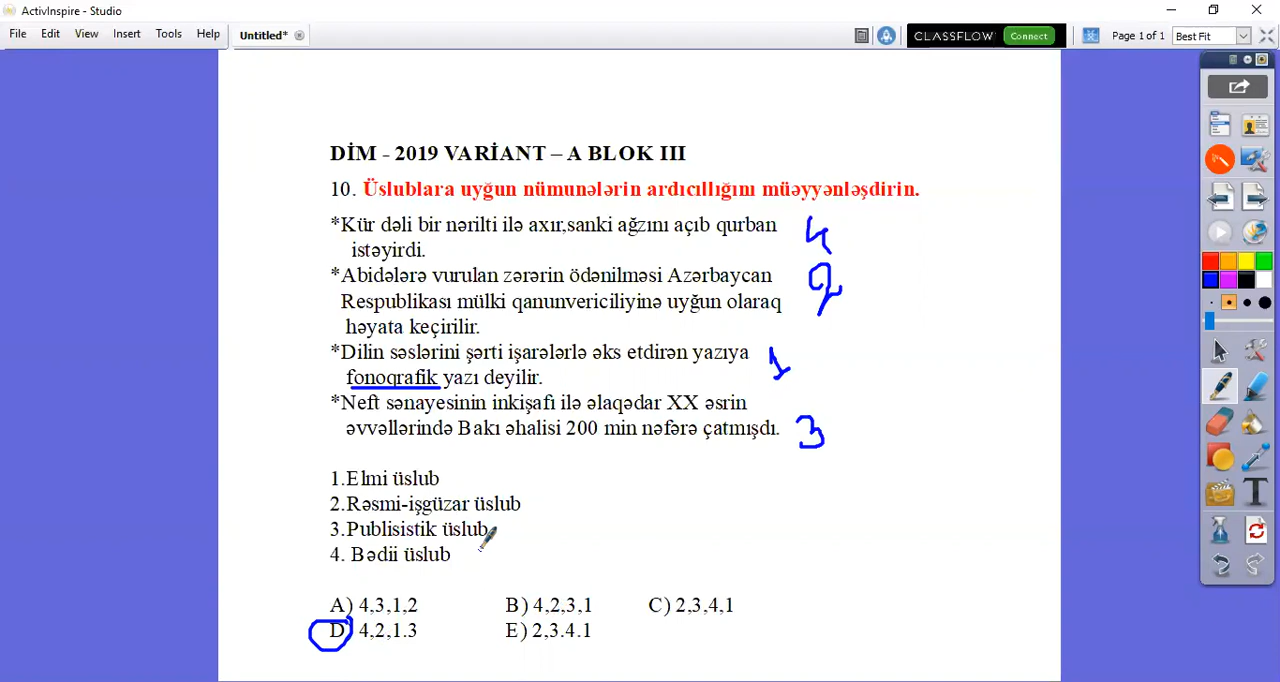 ActivInspire - Studio
File Edit View Insert Tools Help Untitled* CLASSFLOW Connect Page 1 of 1 Best Fit
DİM - 2019 VARİANT – A BLOK III
10. Üslublara uyğun nümunələrin ardıcıllığını müəyyənləşdirin.
*Kür dəli bir nərilti ilə axır,sanki ağzını açıb qurban 4
istəyirdi.
*Abidələrə vurulan zərərin ödənilməsi Azərbaycan 2
Respublikası mülki qanunvericiliyinə uyğun olaraq
həyata keçirilir.
*Dilin səslərini şərti işarələrlə əks etdirən yazıya 1
fonoqrafik yazı deyilir.
*Neft sənayesinin inkişafı ilə əlaqədar XX əsrin
əvvəllərində Bakı əhalisi 200 min nəfərə çatmışdı. 3
1.Elmi üslub
2.Rəsmi-işgüzar üslub
3.Publisistik üslub
4. Bədii üslub
A) 4,3,1,2 B) 4,2,3,1 C) 2,3,4,1
D) 4,2,1.3 E) 2,3.4.1